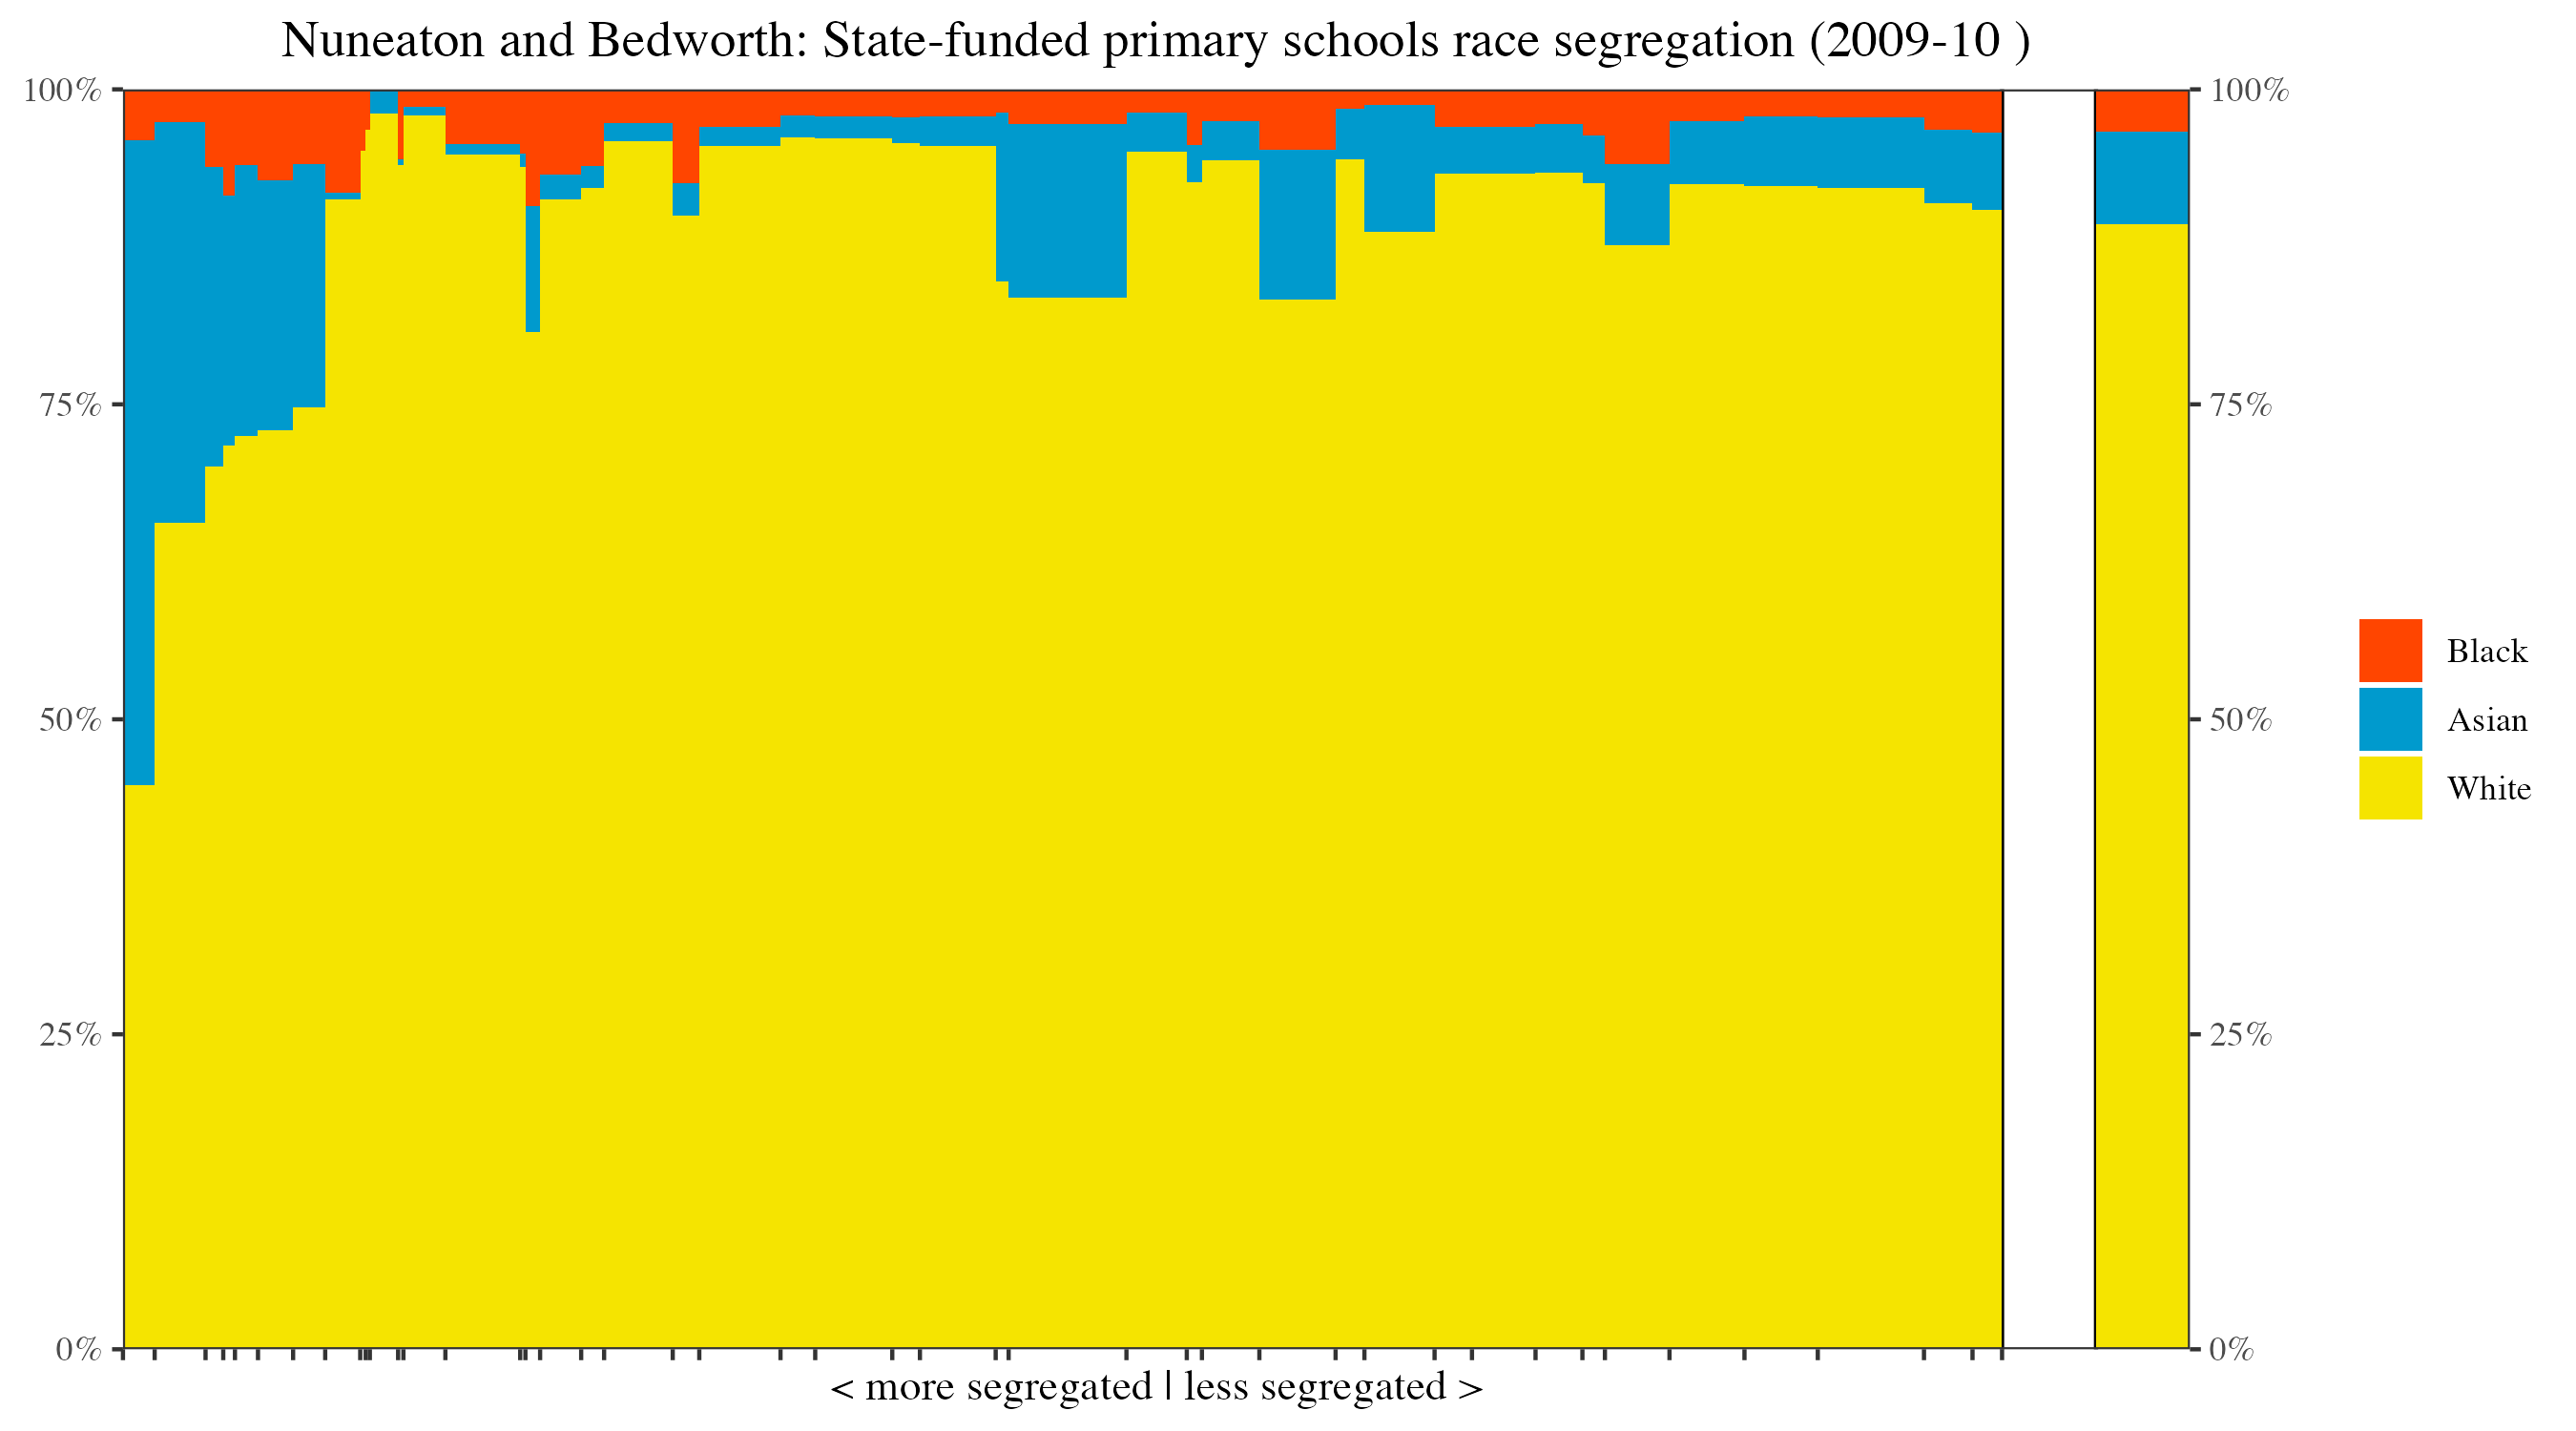 Nuneaton and Bedworth: State-funded primary schools race segregation (2009-10 )
100%
75%
50%
25%
0%
100%
75%
50%
25%
0%
Black
Asian
White
< more segregated | less segregated >